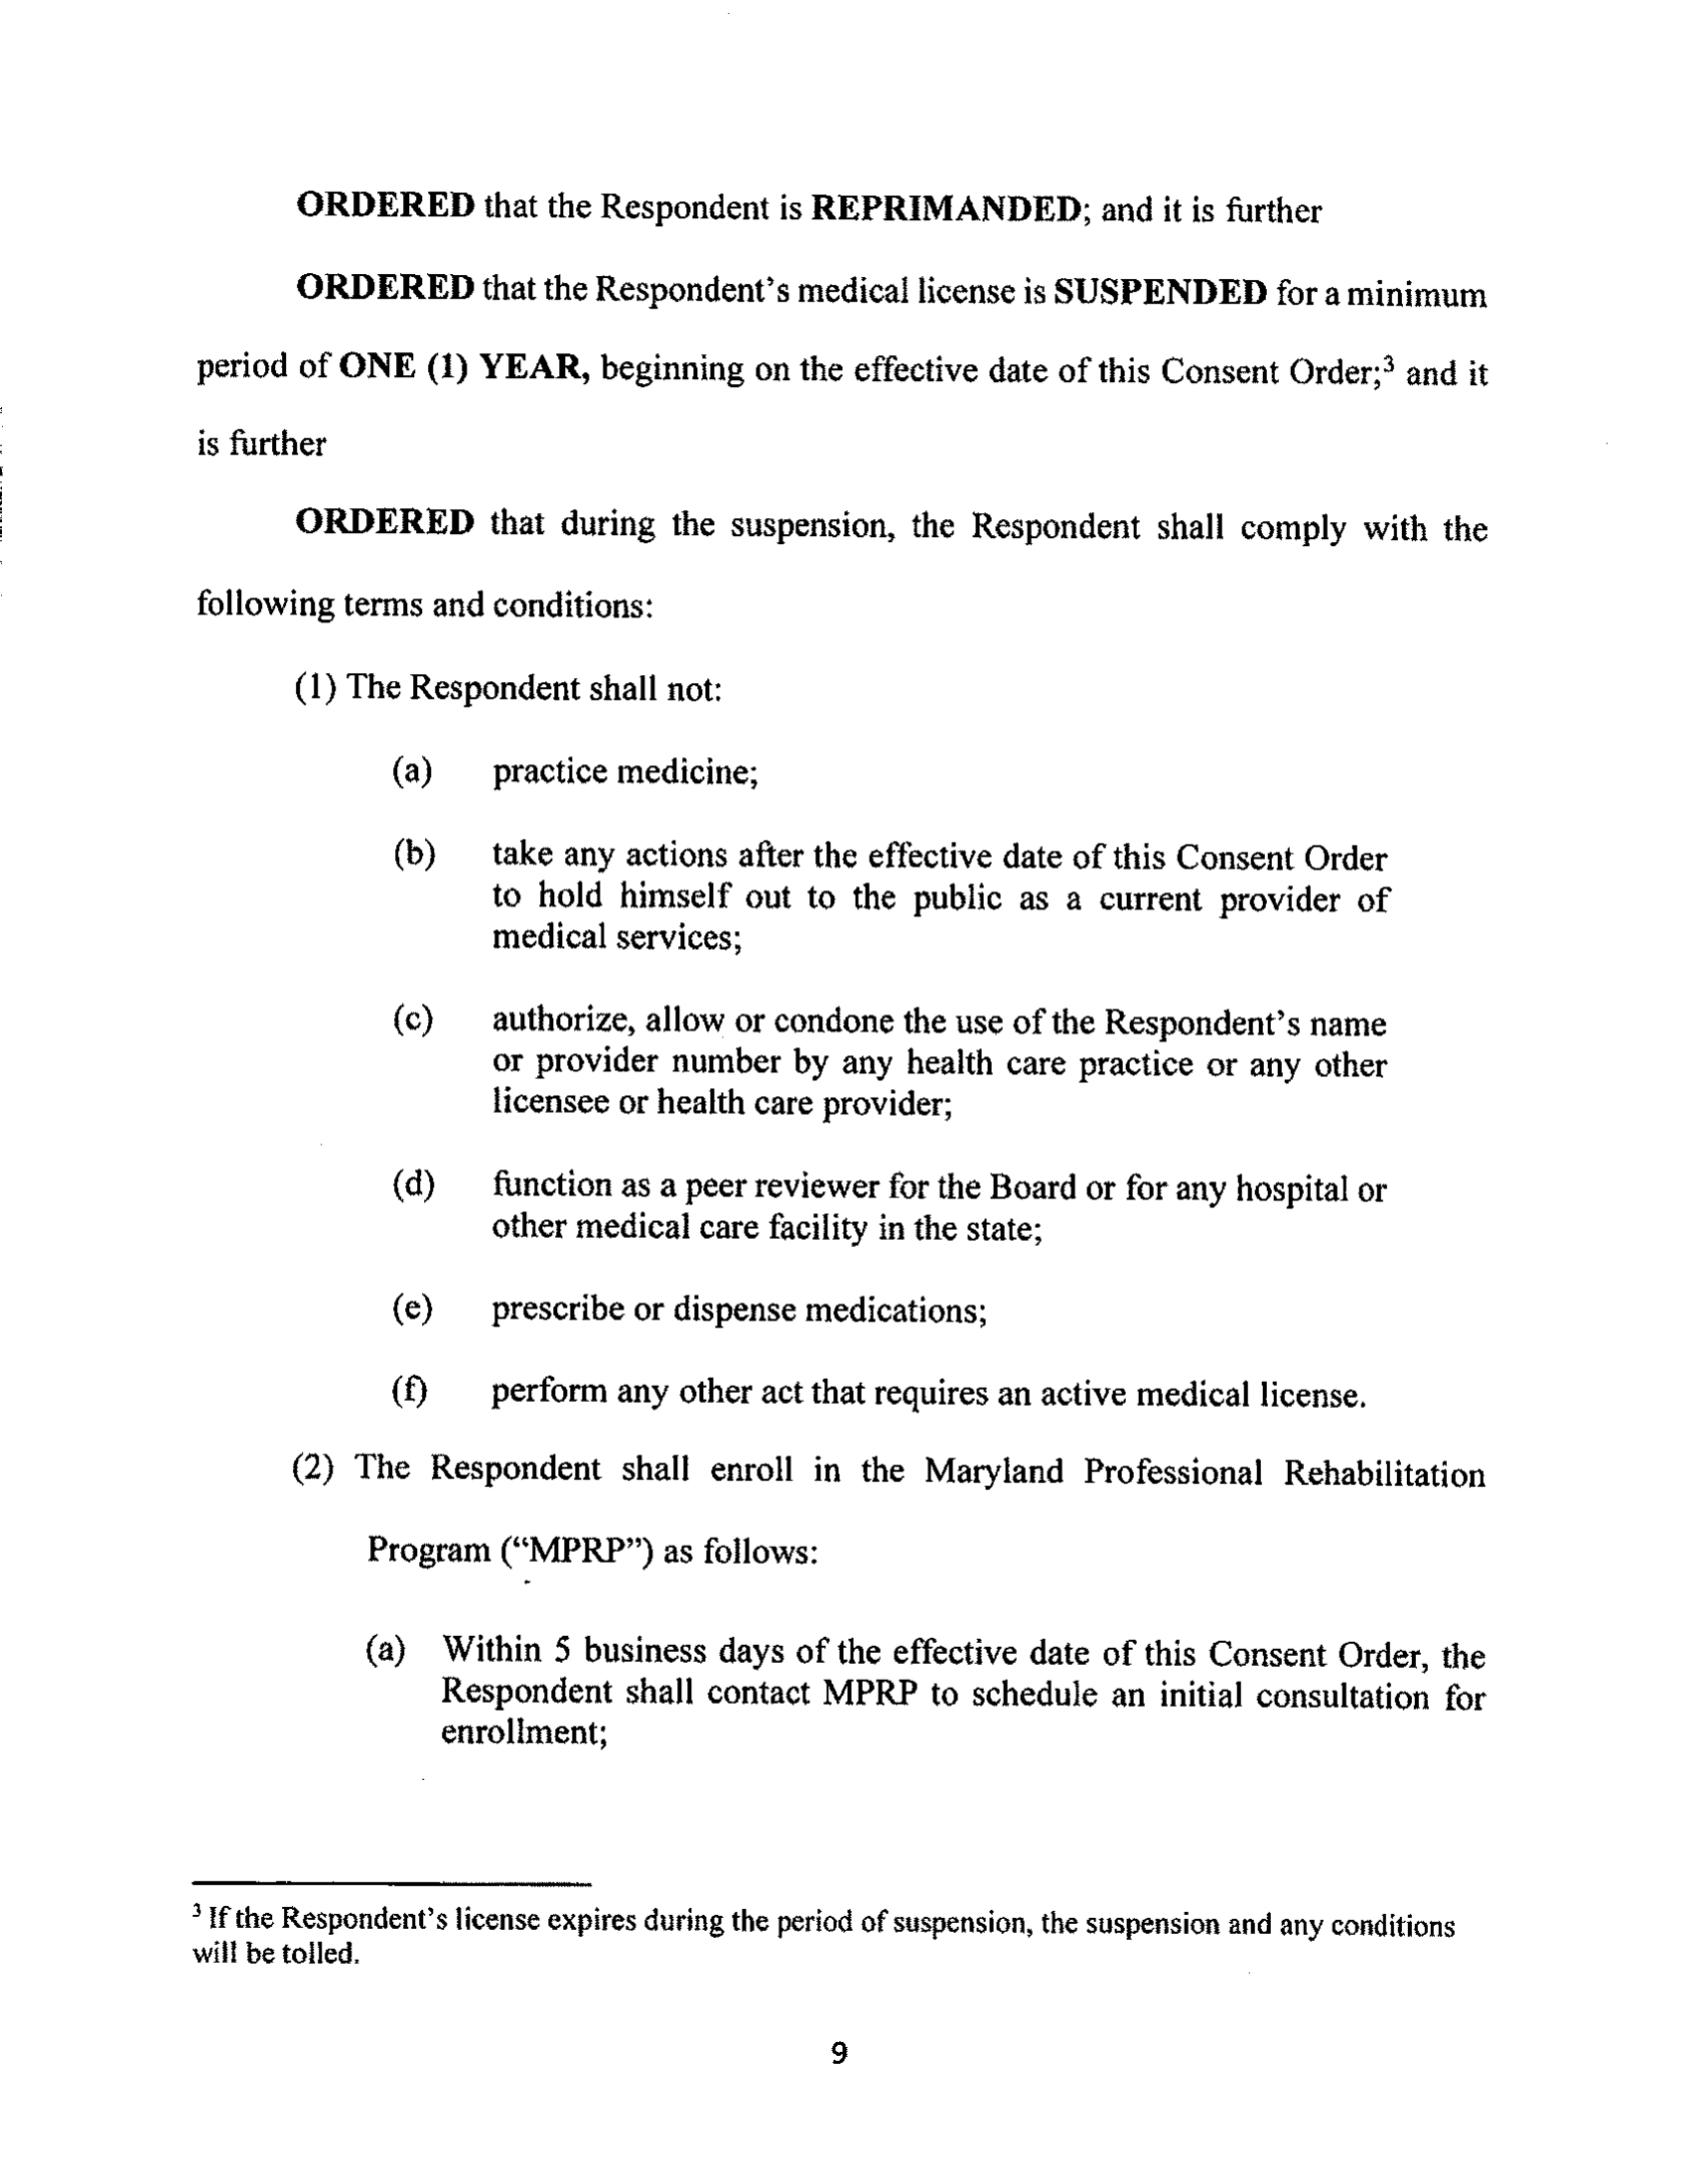 ORDERED that the Respondent is REPRIMANDED; and it is further
ORDERED that the Respondent's medical license is SUSPENDED for a minimum
period of ONE (1) YEAR, beginning on the effective date of this Consent Order;³ and it
is further
ORDERED that during the suspension, the Respondent shall comply with the
following terms and conditions:
(1) The Respondent shall not:
(a) practice medicine;
(b) take any actions after the effective date of this Consent Order
to hold himself out to the public as a current provider of
medical services;
(c) authorize, allow or condone the use of the Respondent's name
or provider number by any health care practice or any other
licensee or health care provider;
(d) function as a peer reviewer for the Board or for any hospital or
other medical care facility in the state;
(e) prescribe or dispense medications;
(f) perform any other act that requires an active medical license.
(2) The Respondent shall enroll in the Maryland Professional Rehabilitation
Program ("MPRP") as follows:
(a) Within 5 business days of the effective date of this Consent Order, the
Respondent shall contact MPRP to schedule an initial consultation for
enrollment;
³ If the Respondent's license expires during the period of suspension, the suspension and any conditions
will be tolled.
9